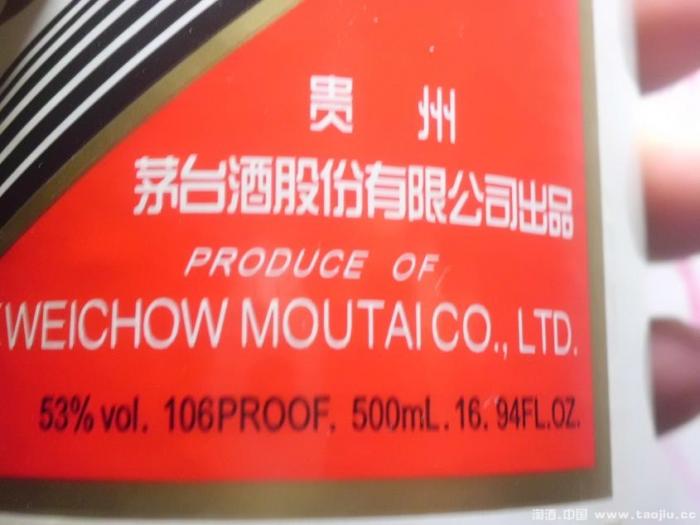 贵州
茅台酒股份有限公司出品
PRODUCE OF
KWEICHOW MOUTAI CO., LTD.
53% vol. 106PROOF. 500mL. 16.94FL.OZ.
淘酒.中国 www.taojiu.cc